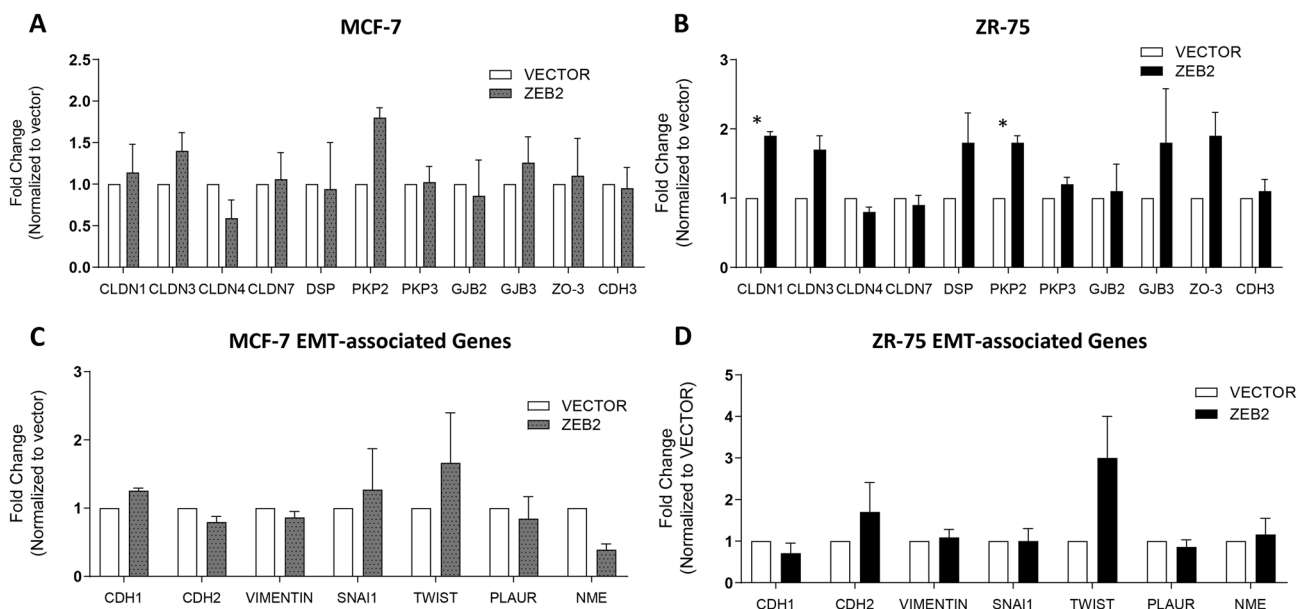 A
MCF-7
Fold Change
(Normalized to vector)
2.5
2.0
1.5
1.0
0.5
0.0
VECTOR
ZEB2
CLDN1 CLDN3 CLDN4 CLDN7 DSP PKP2 PKP3 GJB2 GJB3 ZO-3 CDH3
B
ZR-75
Fold Change
(Normalized to vector)
3
2
1
0
VECTOR
ZEB2
*
*
CLDN1 CLDN3 CLDN4 CLDN7 DSP PKP2 PKP3 GJB2 GJB3 ZO-3 CDH3
C
MCF-7 EMT-associated Genes
Fold Change
(Normalized to vector)
3
2
1
0
VECTOR
ZEB2
CDH1 CDH2 VIMENTIN SNAI1 TWIST PLAUR NME
D
ZR-75 EMT-associated Genes
Fold Change
(Normalized to VECTOR)
5
4
3
2
1
0
VECTOR
ZEB2
CDH1 CDH2 VIMENTIN SNAI1 TWIST PLAUR NME